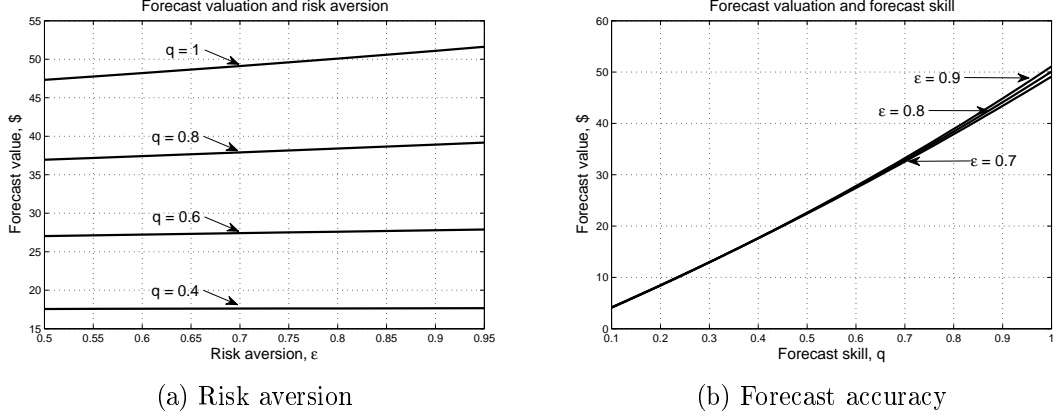 Forecast valuation and risk aversion
Forecast value, $
55
50
45
40
35
30
25
20
15
q = 1
q = 0.8
q = 0.6
q = 0.4
0.5 0.55 0.6 0.65 0.7 0.75 0.8 0.85 0.9 0.95
Risk aversion, ε
(a) Risk aversion
Forecast valuation and forecast skill
Forecast value, $
60
50
40
30
20
10
0
ε = 0.9
ε = 0.8
ε = 0.7
0.1 0.2 0.3 0.4 0.5 0.6 0.7 0.8 0.9 1
Forecast skill, q
(b) Forecast accuracy